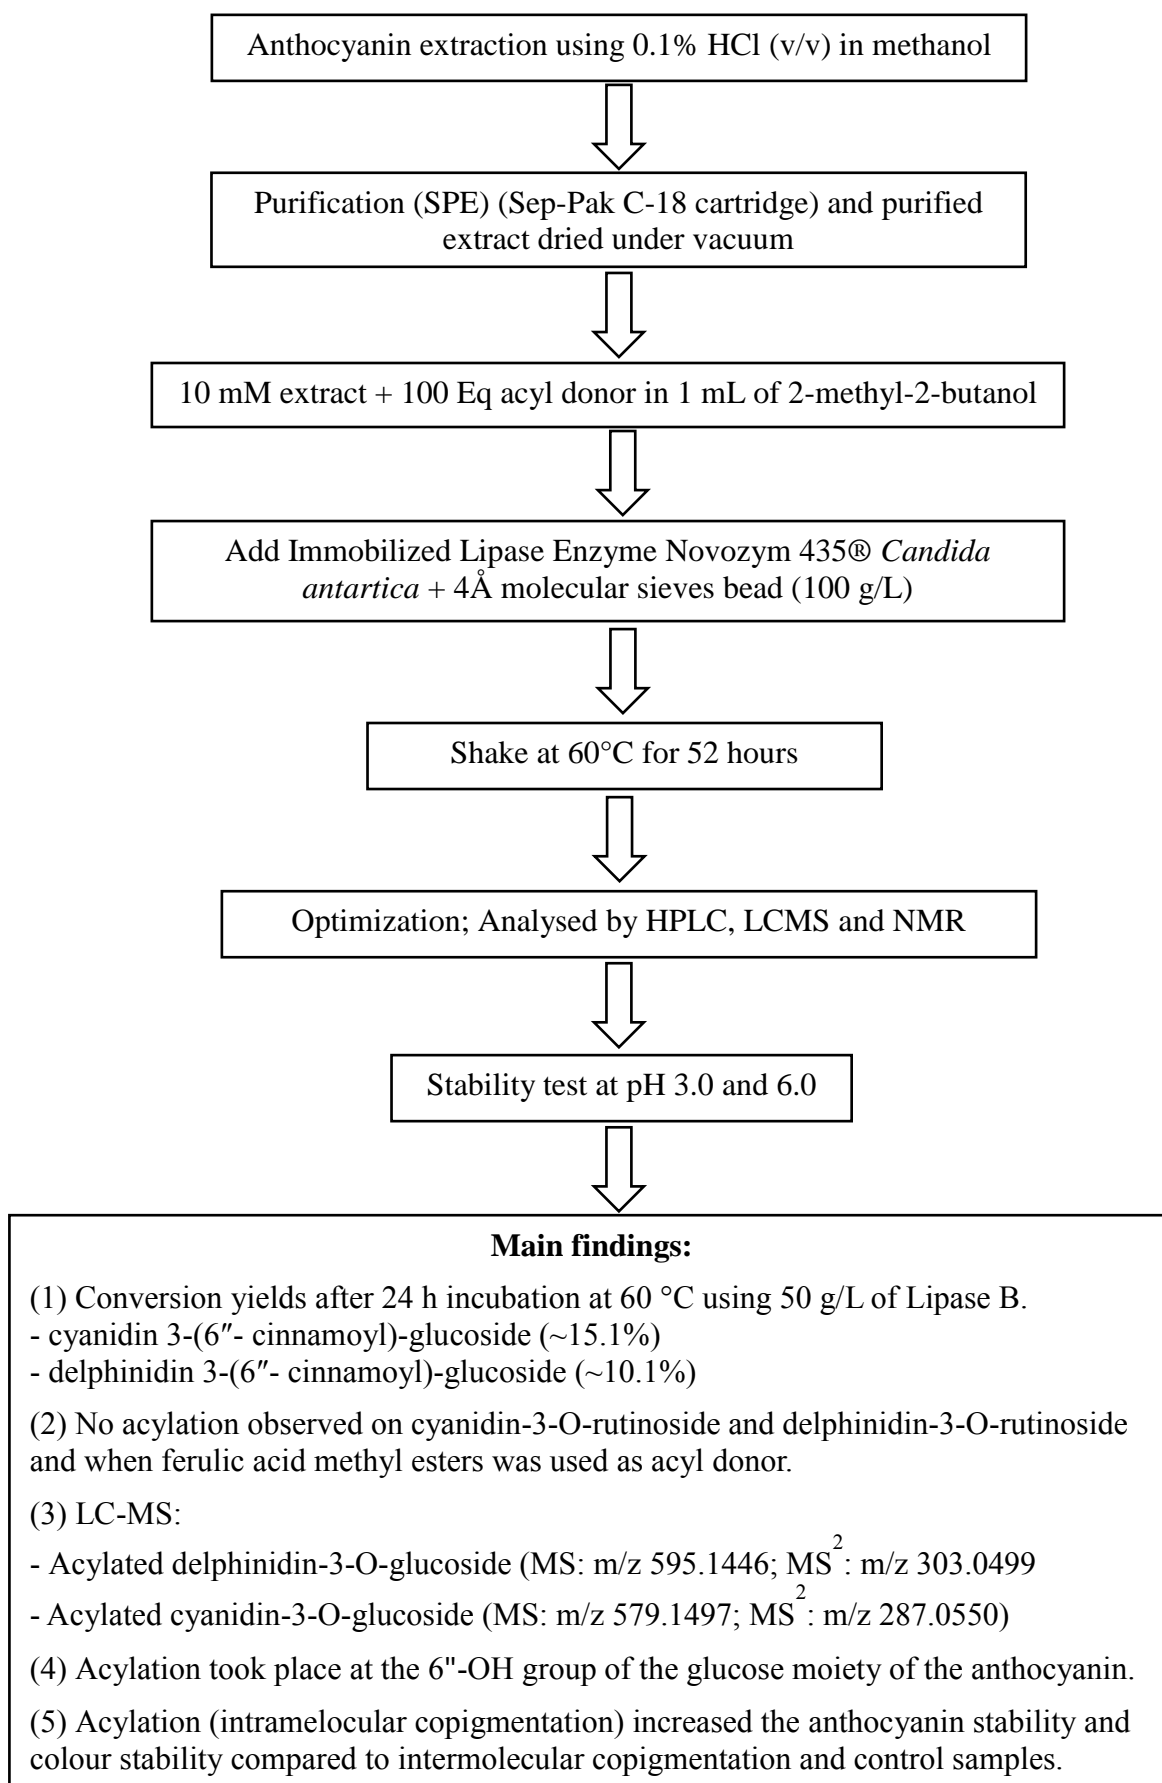 Anthocyanin extraction using 0.1% HCl (v/v) in methanol
Purification (SPE) (Sep-Pak C-18 cartridge) and purified
extract dried under vacuum
10 mM extract + 100 Eq acyl donor in 1 mL of 2-methyl-2-butanol
Add Immobilized Lipase Enzyme Novozym 435® Candida
antartica + 4Å molecular sieves bead (100 g/L)
Shake at 60°C for 52 hours
Optimization; Analysed by HPLC, LCMS and NMR
Stability test at pH 3.0 and 6.0
Main findings:
(1) Conversion yields after 24 h incubation at 60 °C using 50 g/L of Lipase B.
- cyanidin 3-(6″- cinnamoyl)-glucoside (~15.1%)
- delphinidin 3-(6″- cinnamoyl)-glucoside (~10.1%)
(2) No acylation observed on cyanidin-3-O-rutinoside and delphinidin-3-O-rutinoside
and when ferulic acid methyl esters was used as acyl donor.
(3) LC-MS:
- Acylated delphinidin-3-O-glucoside (MS: m/z 595.1446; MS²: m/z 303.0499
- Acylated cyanidin-3-O-glucoside (MS: m/z 579.1497; MS²: m/z 287.0550)
(4) Acylation took place at the 6"-OH group of the glucose moiety of the anthocyanin.
(5) Acylation (intramelocular copigmentation) increased the anthocyanin stability and
colour stability compared to intermolecular copigmentation and control samples.